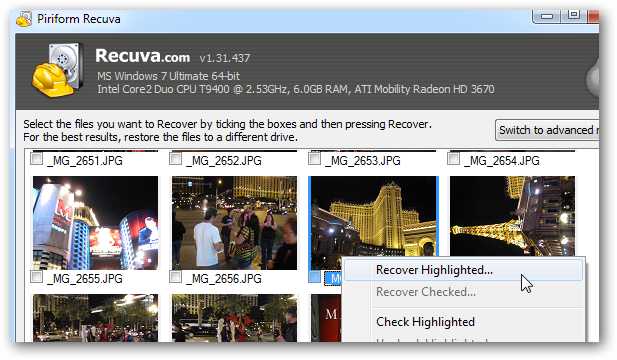 Piriform Recuva
Recuva.com v1.31.437
MS Windows 7 Ultimate 64-bit
Intel Core2 Duo CPU T9400 @ 2.53GHz, 6.0GB RAM, ATI Mobility Radeon HD 3670
Select the files you want to Recover by ticking the boxes and then pressing Recover.
For the best results, restore the files to a different drive.
Switch to advanced
_MG_2651.JPG
_MG_2652.JPG
_MG_2653.JPG
_MG_2654.JPG
_MG_2655.JPG
_MG_2656.JPG
Recover Highlighted...
Recover Checked...
Check Highlighted